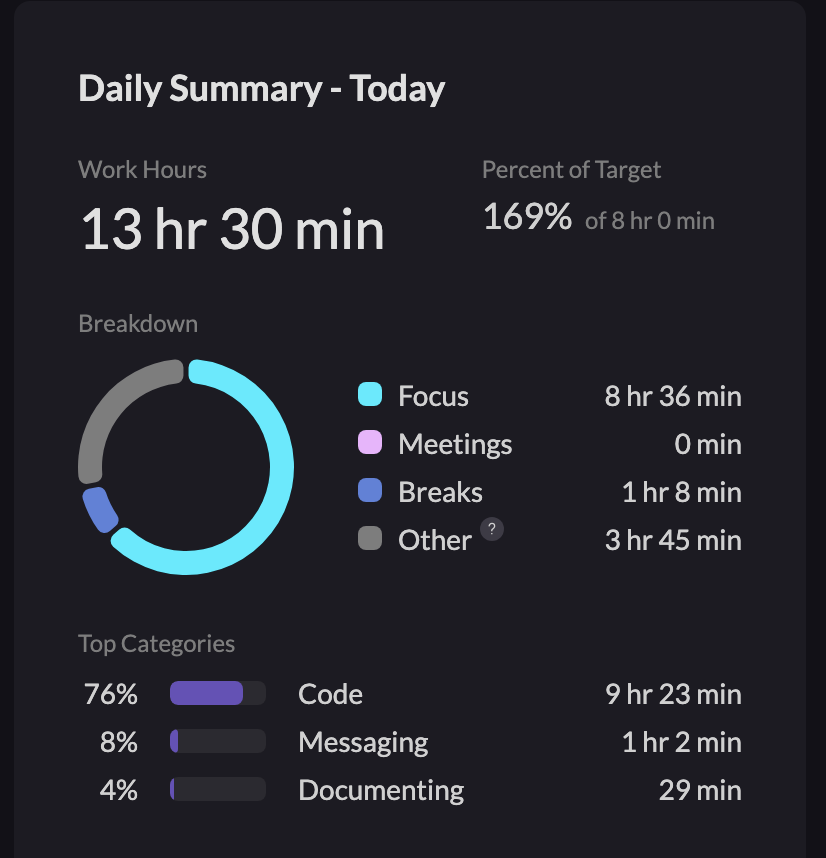 Daily Summary - Today
Work Hours
13 hr 30 min
Percent of Target
169% of 8 hr 0 min
Breakdown
Focus 8 hr 36 min
Meetings 0 min
Breaks 1 hr 8 min
Other ? 3 hr 45 min
Top Categories
76% Code 9 hr 23 min
8% Messaging 1 hr 2 min
4% Documenting 29 min